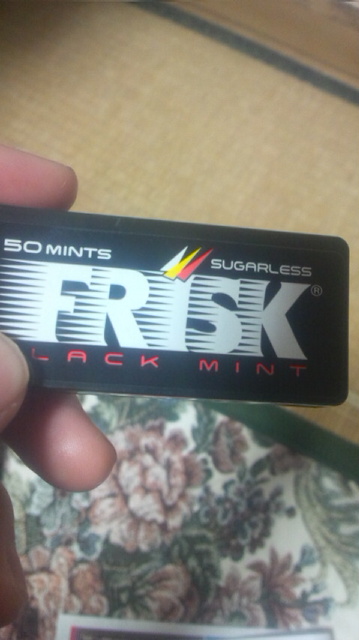 50 MINTS
SUGARLESS
FRISK®
LACK MINT